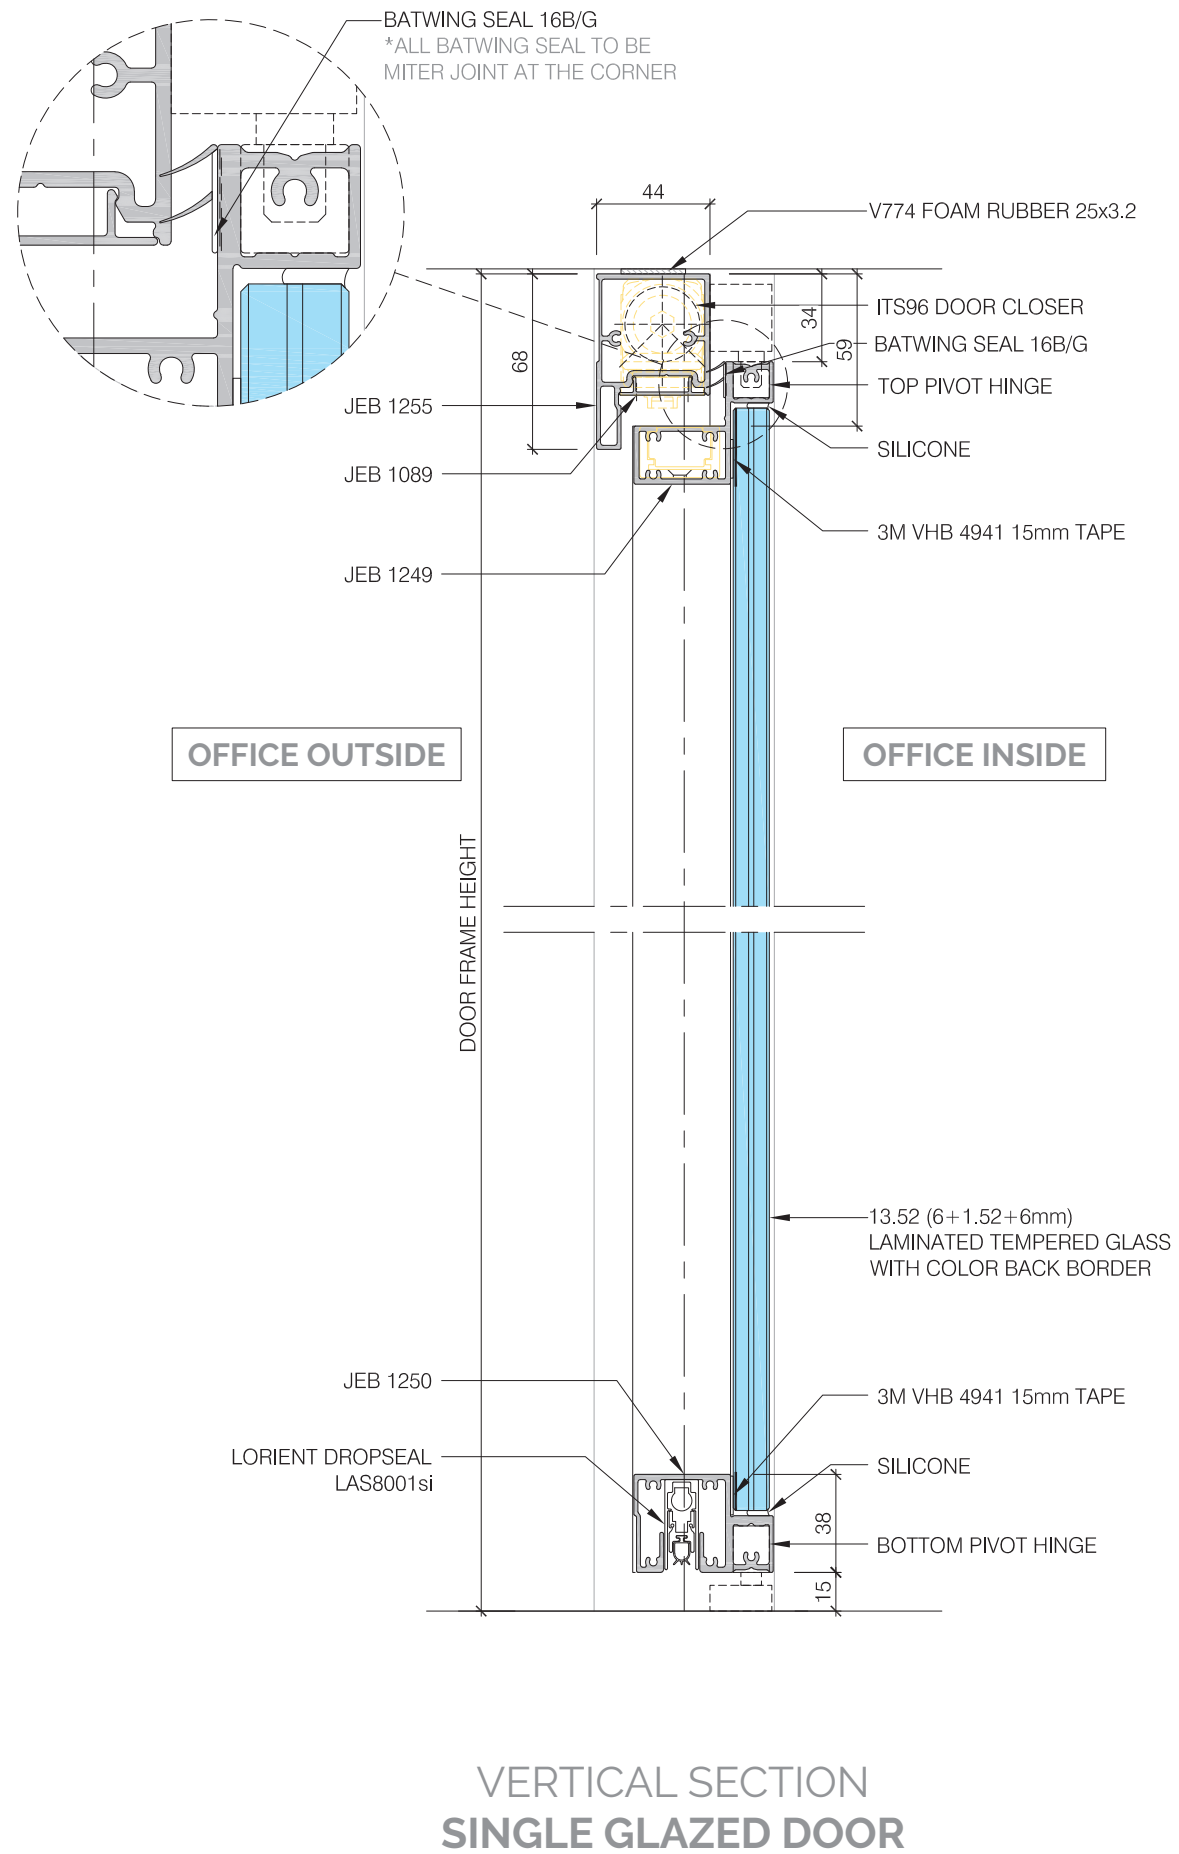 BATWING SEAL 16B/G
*ALL BATWING SEAL TO BE
MITER JOINT AT THE CORNER
44
V774 FOAM RUBBER 25x3.2
68
34
59
ITS96 DOOR CLOSER
BATWING SEAL 16B/G
TOP PIVOT HINGE
JEB 1255
SILICONE
JEB 1089
3M VHB 4941 15mm TAPE
JEB 1249
OFFICE OUTSIDE
OFFICE INSIDE
DOOR FRAME HEIGHT
13.52 (6+1.52+6mm)
LAMINATED TEMPERED GLASS
WITH COLOR BACK BORDER
JEB 1250
3M VHB 4941 15mm TAPE
LORIENT DROPSEAL
LAS8001si
SILICONE
38
BOTTOM PIVOT HINGE
15
VERTICAL SECTION
SINGLE GLAZED DOOR